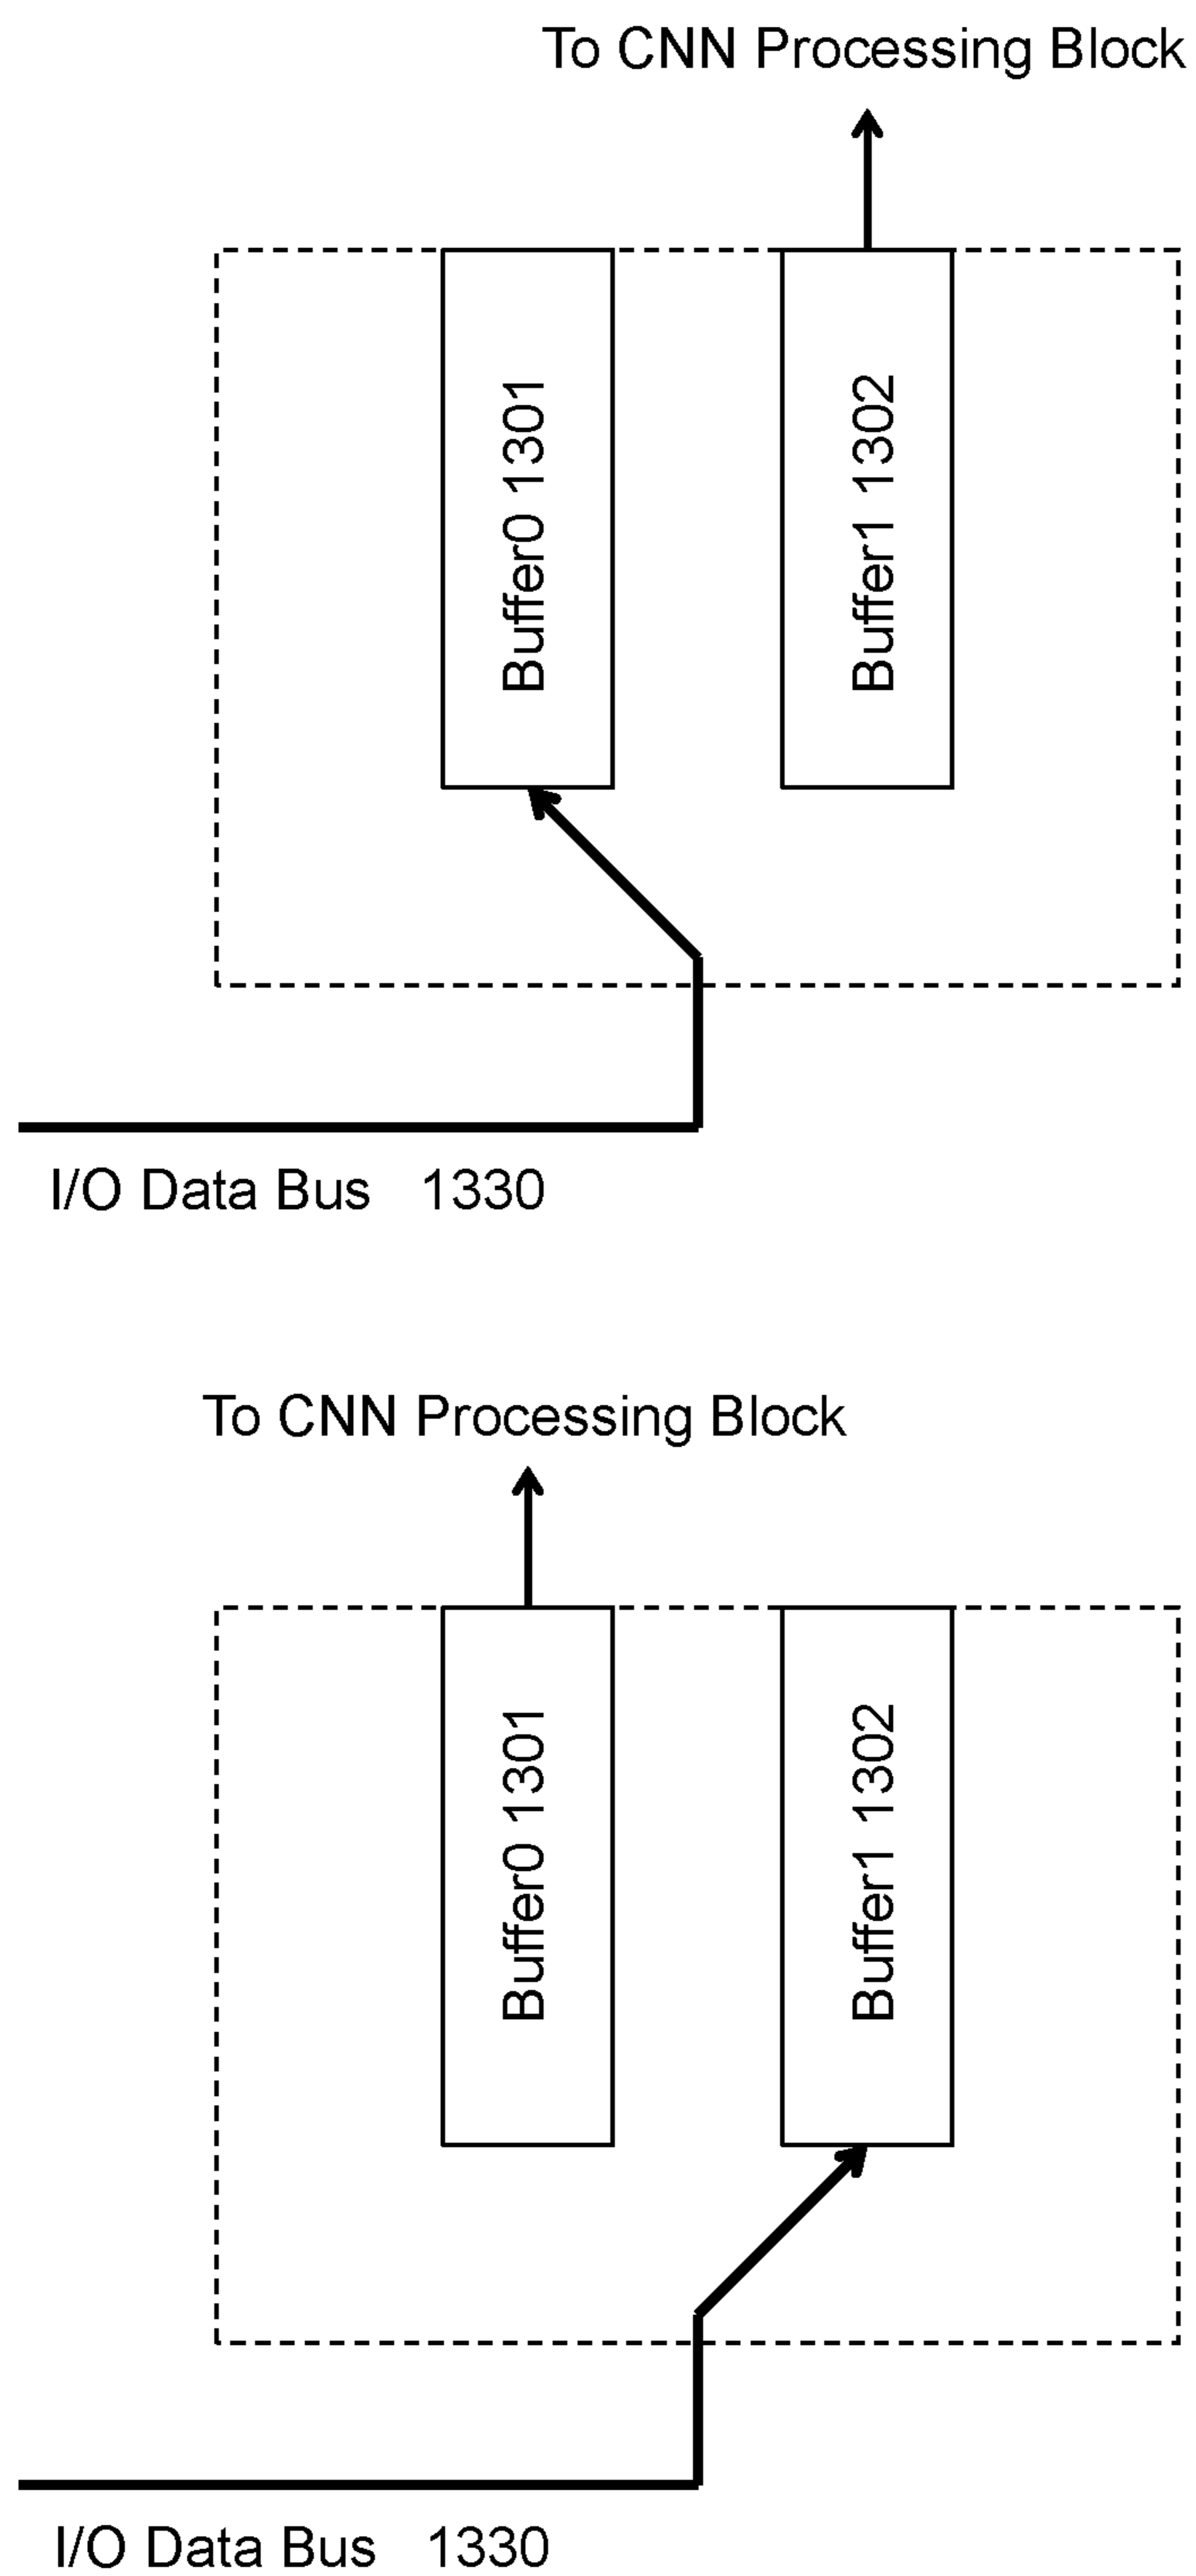 To CNN Processing Block
Buffer0 1301
Buffer1 1302
I/O Data Bus 1330
To CNN Processing Block
Buffer0 1301
Buffer1 1302
I/O Data Bus 1330